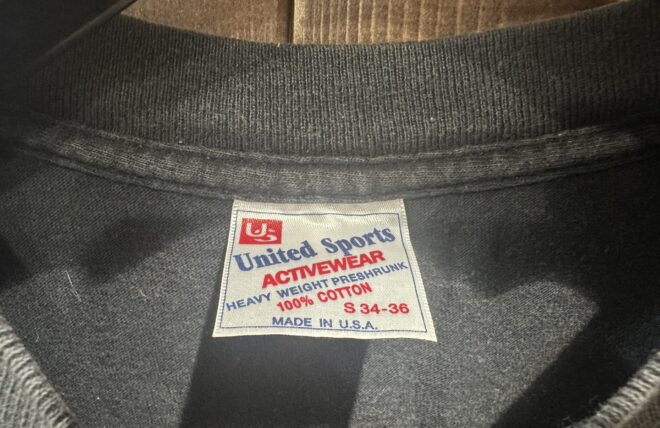 US
United Sports
ACTIVEWEAR
HEAVY WEIGHT PRESHRUNK
100% COTTON
S 34-36
MADE IN U.S.A.